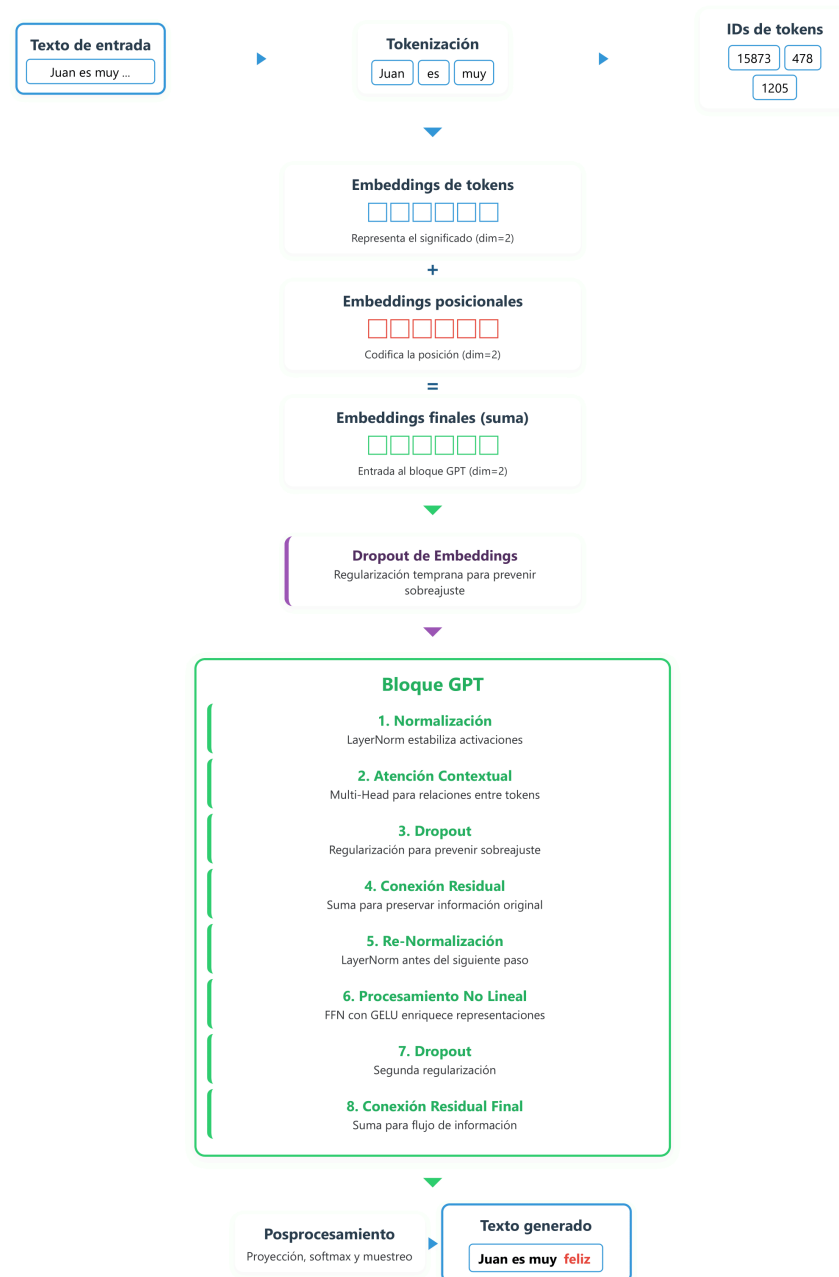 Texto de entrada
Juan es muy ...
Tokenización
Juan es muy
IDs de tokens
15873 478
1205
Embeddings de tokens
Representa el significado (dim=2)
+
Embeddings posicionales
Codifica la posición (dim=2)
=
Embeddings finales (suma)
Entrada al bloque GPT (dim=2)
Dropout de Embeddings
Regularización temprana para prevenir
sobreajuste
Bloque GPT
1. Normalización
LayerNorm estabiliza activaciones
2. Atención Contextual
Multi-Head para relaciones entre tokens
3. Dropout
Regularización para prevenir sobreajuste
4. Conexión Residual
Suma para preservar información original
5. Re-Normalización
LayerNorm antes del siguiente paso
6. Procesamiento No Lineal
FFN con GELU enriquece representaciones
7. Dropout
Segunda regularización
8. Conexión Residual Final
Suma para flujo de información
Posprocesamiento
Proyección, softmax y muestreo
Texto generado
Juan es muy feliz